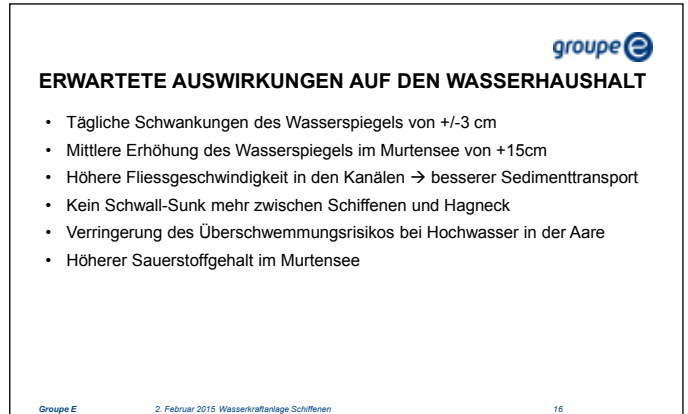 groupe e
ERWARTETE AUSWIRKUNGEN AUF DEN WASSERHAUSHALT
• Tägliche Schwankungen des Wasserspiegels von +/-3 cm
• Mittlere Erhöhung des Wasserspiegels im Murtensee von +15cm
• Höhere Fliessgeschwindigkeit in den Kanälen → besserer Sedimenttransport
• Kein Schwall-Sunk mehr zwischen Schiffenen und Hagneck
• Verringerung des Überschwemmungsrisikos bei Hochwasser in der Aare
• Höherer Sauerstoffgehalt im Murtensee
Groupe E 2. Februar 2015 Wasserkraftanlage Schiffenen 16